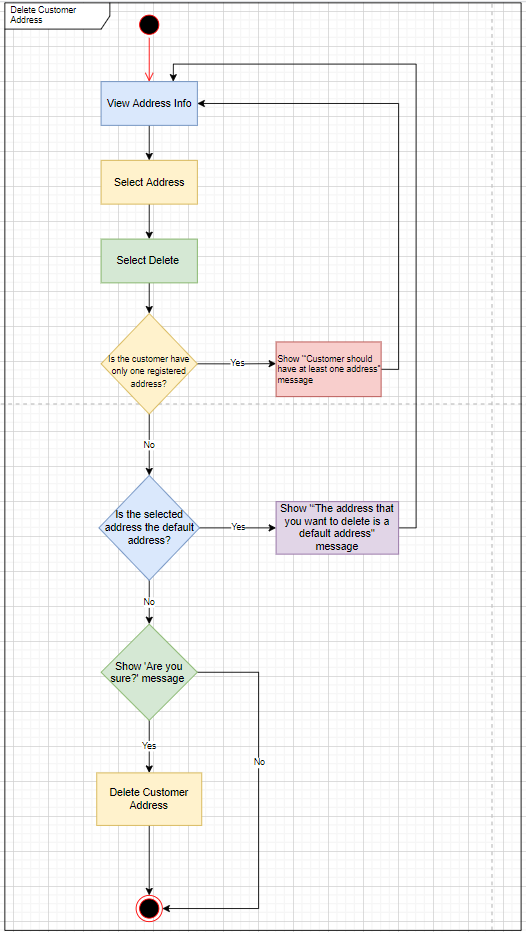 Delete Customer
Address
View Address Info
Select Address
Select Delete
Is the customer have
only one registered
address?
Yes
Show "Customer should
have at least one address"
message
No
Is the selected
address the default
address?
Yes
Show "The address that
you want to delete is a
default address"
message
No
Show 'Are you
sure?' message
Yes
No
Delete Customer
Address